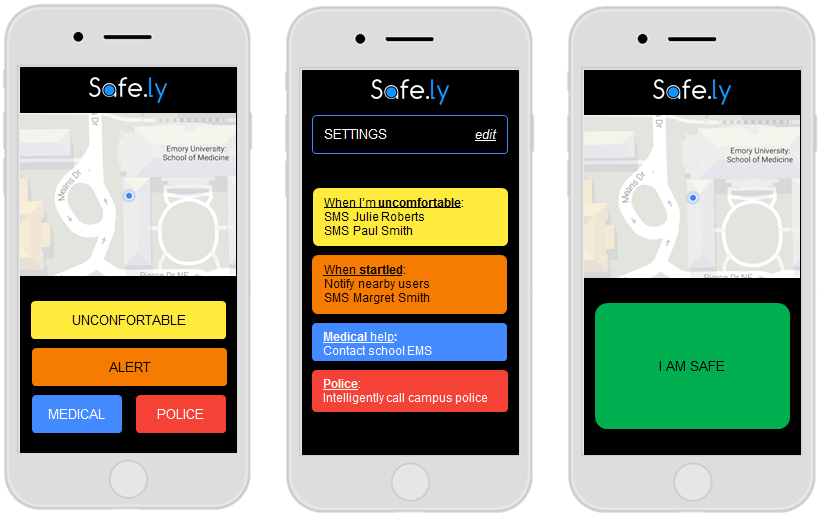 Safe.ly
Dr
Emory University:
School of Medicine
Means Dr
Pierce Dr NE
UNCONFORTABLE
ALERT
MEDICAL
POLICE
Safe.ly
SETTINGS
edit
When I'm uncomfortable:
SMS Julie Roberts
SMS Paul Smith
When startled:
Notify nearby users
SMS Margret Smith
Medical help:
Contact school EMS
Police:
Intelligently call campus police
Safe.ly
Dr
Emory University:
School of Medicine
Means Dr
Pierce Dr NE
I AM SAFE